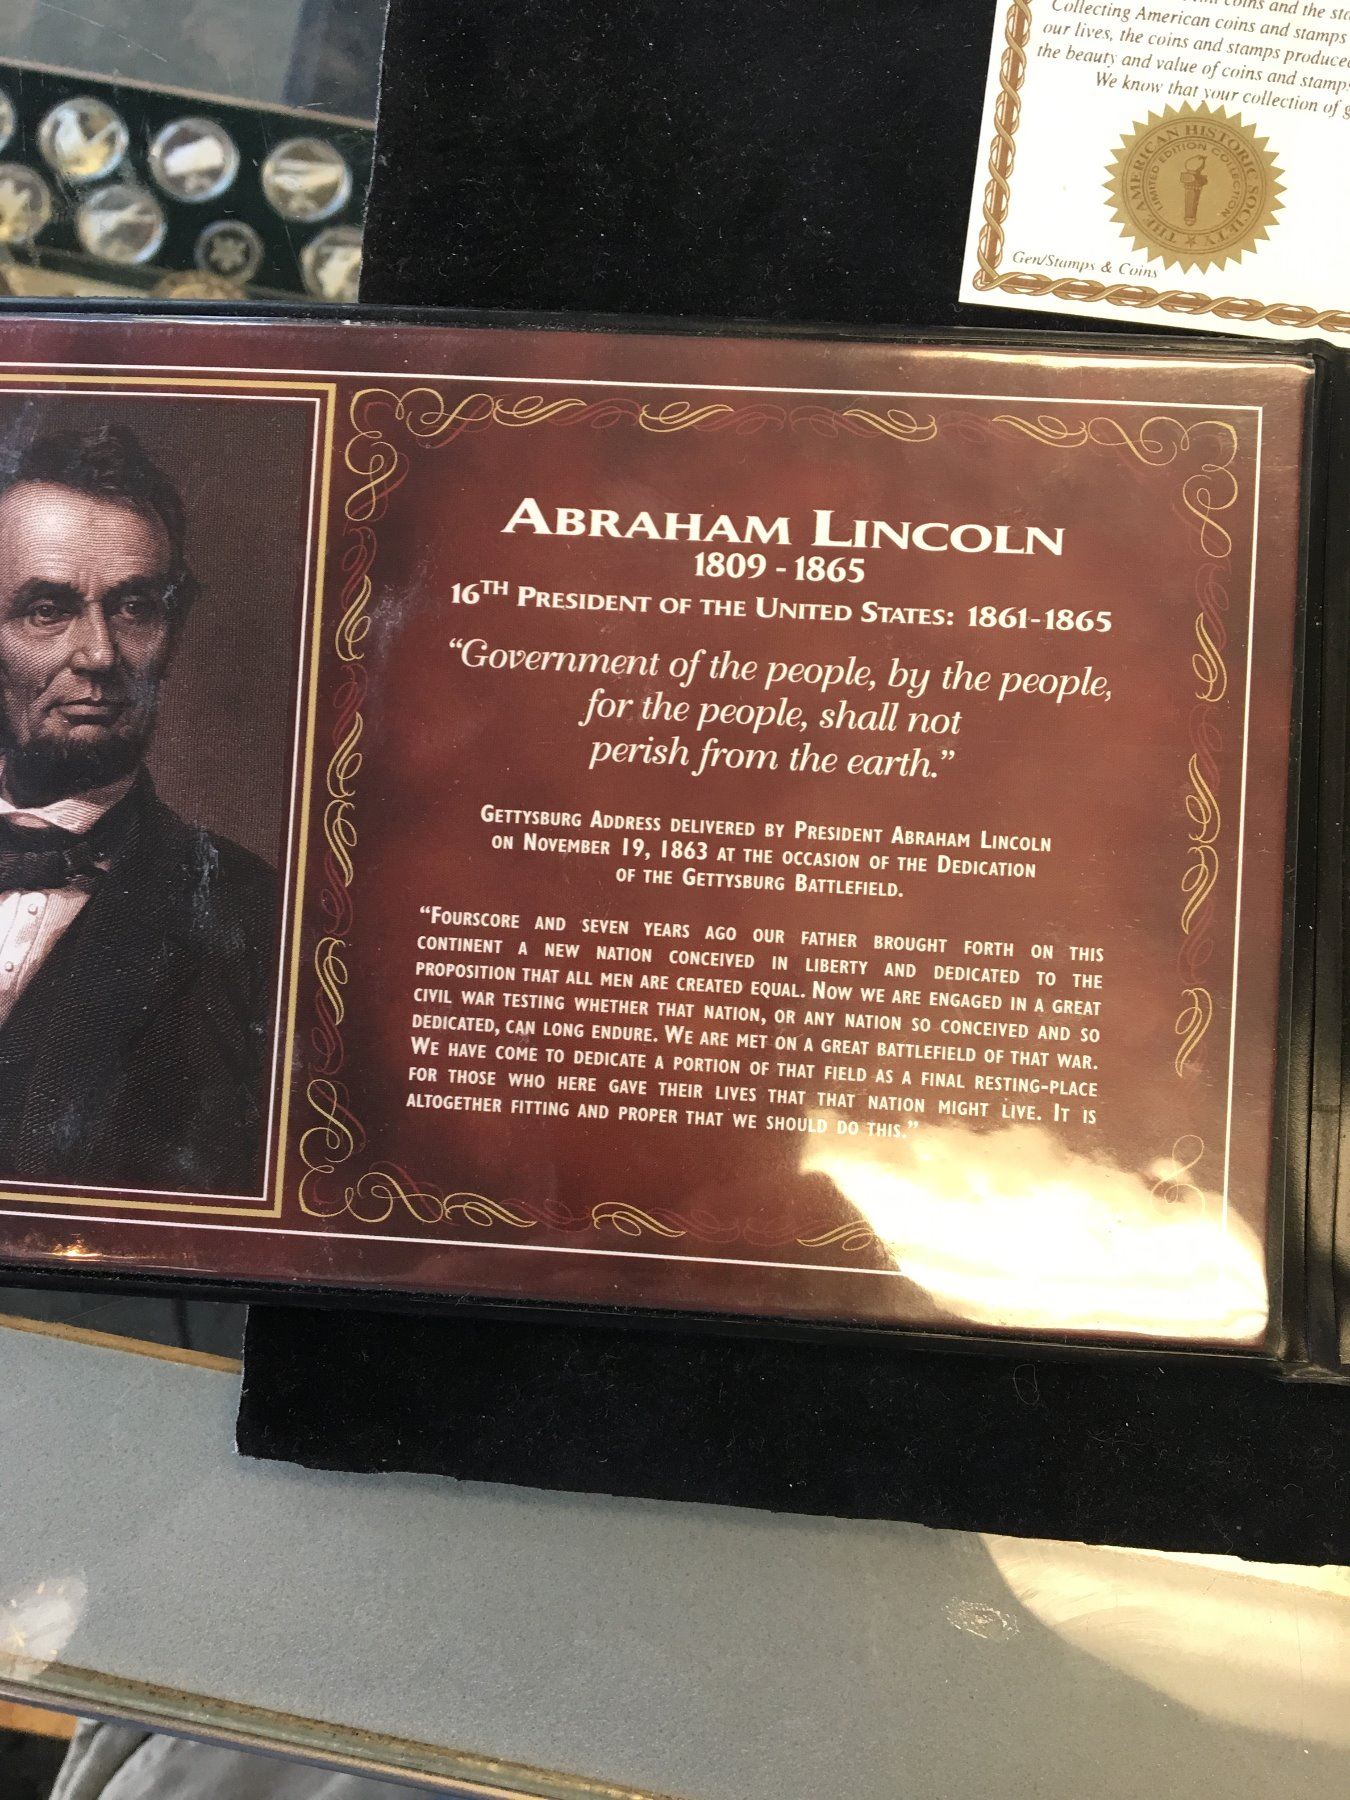 coins and the
Collecting American coins and stamps
our lives, the coins and stamps produced
the beauty and value of coins and stamps
We know that your collection of
THE AMERICAN HISTORIC SOCIETY
LIMITED EDITION COLLECTION
Gen/Stamps & Coins
ABRAHAM LINCOLN
1809 - 1865
16TH PRESIDENT OF THE UNITED STATES: 1861-1865
“Government of the people, by the people,
for the people, shall not
perish from the earth.”
GETTYSBURG ADDRESS DELIVERED BY PRESIDENT ABRAHAM LINCOLN
ON NOVEMBER 19, 1863 AT THE OCCASION OF THE DEDICATION
OF THE GETTYSBURG BATTLEFIELD.
“FOURSCORE AND SEVEN YEARS AGO OUR FATHER BROUGHT FORTH ON THIS
CONTINENT A NEW NATION CONCEIVED IN LIBERTY AND DEDICATED TO THE
PROPOSITION THAT ALL MEN ARE CREATED EQUAL. NOW WE ARE ENGAGED IN A GREAT
CIVIL WAR TESTING WHETHER THAT NATION, OR ANY NATION SO CONCEIVED AND SO
DEDICATED, CAN LONG ENDURE. WE ARE MET ON A GREAT BATTLEFIELD OF THAT WAR.
WE HAVE COME TO DEDICATE A PORTION OF THAT FIELD AS A FINAL RESTING-PLACE
FOR THOSE WHO HERE GAVE THEIR LIVES THAT THAT NATION MIGHT LIVE. IT IS
ALTOGETHER FITTING AND PROPER THAT WE SHOULD DO THIS.”